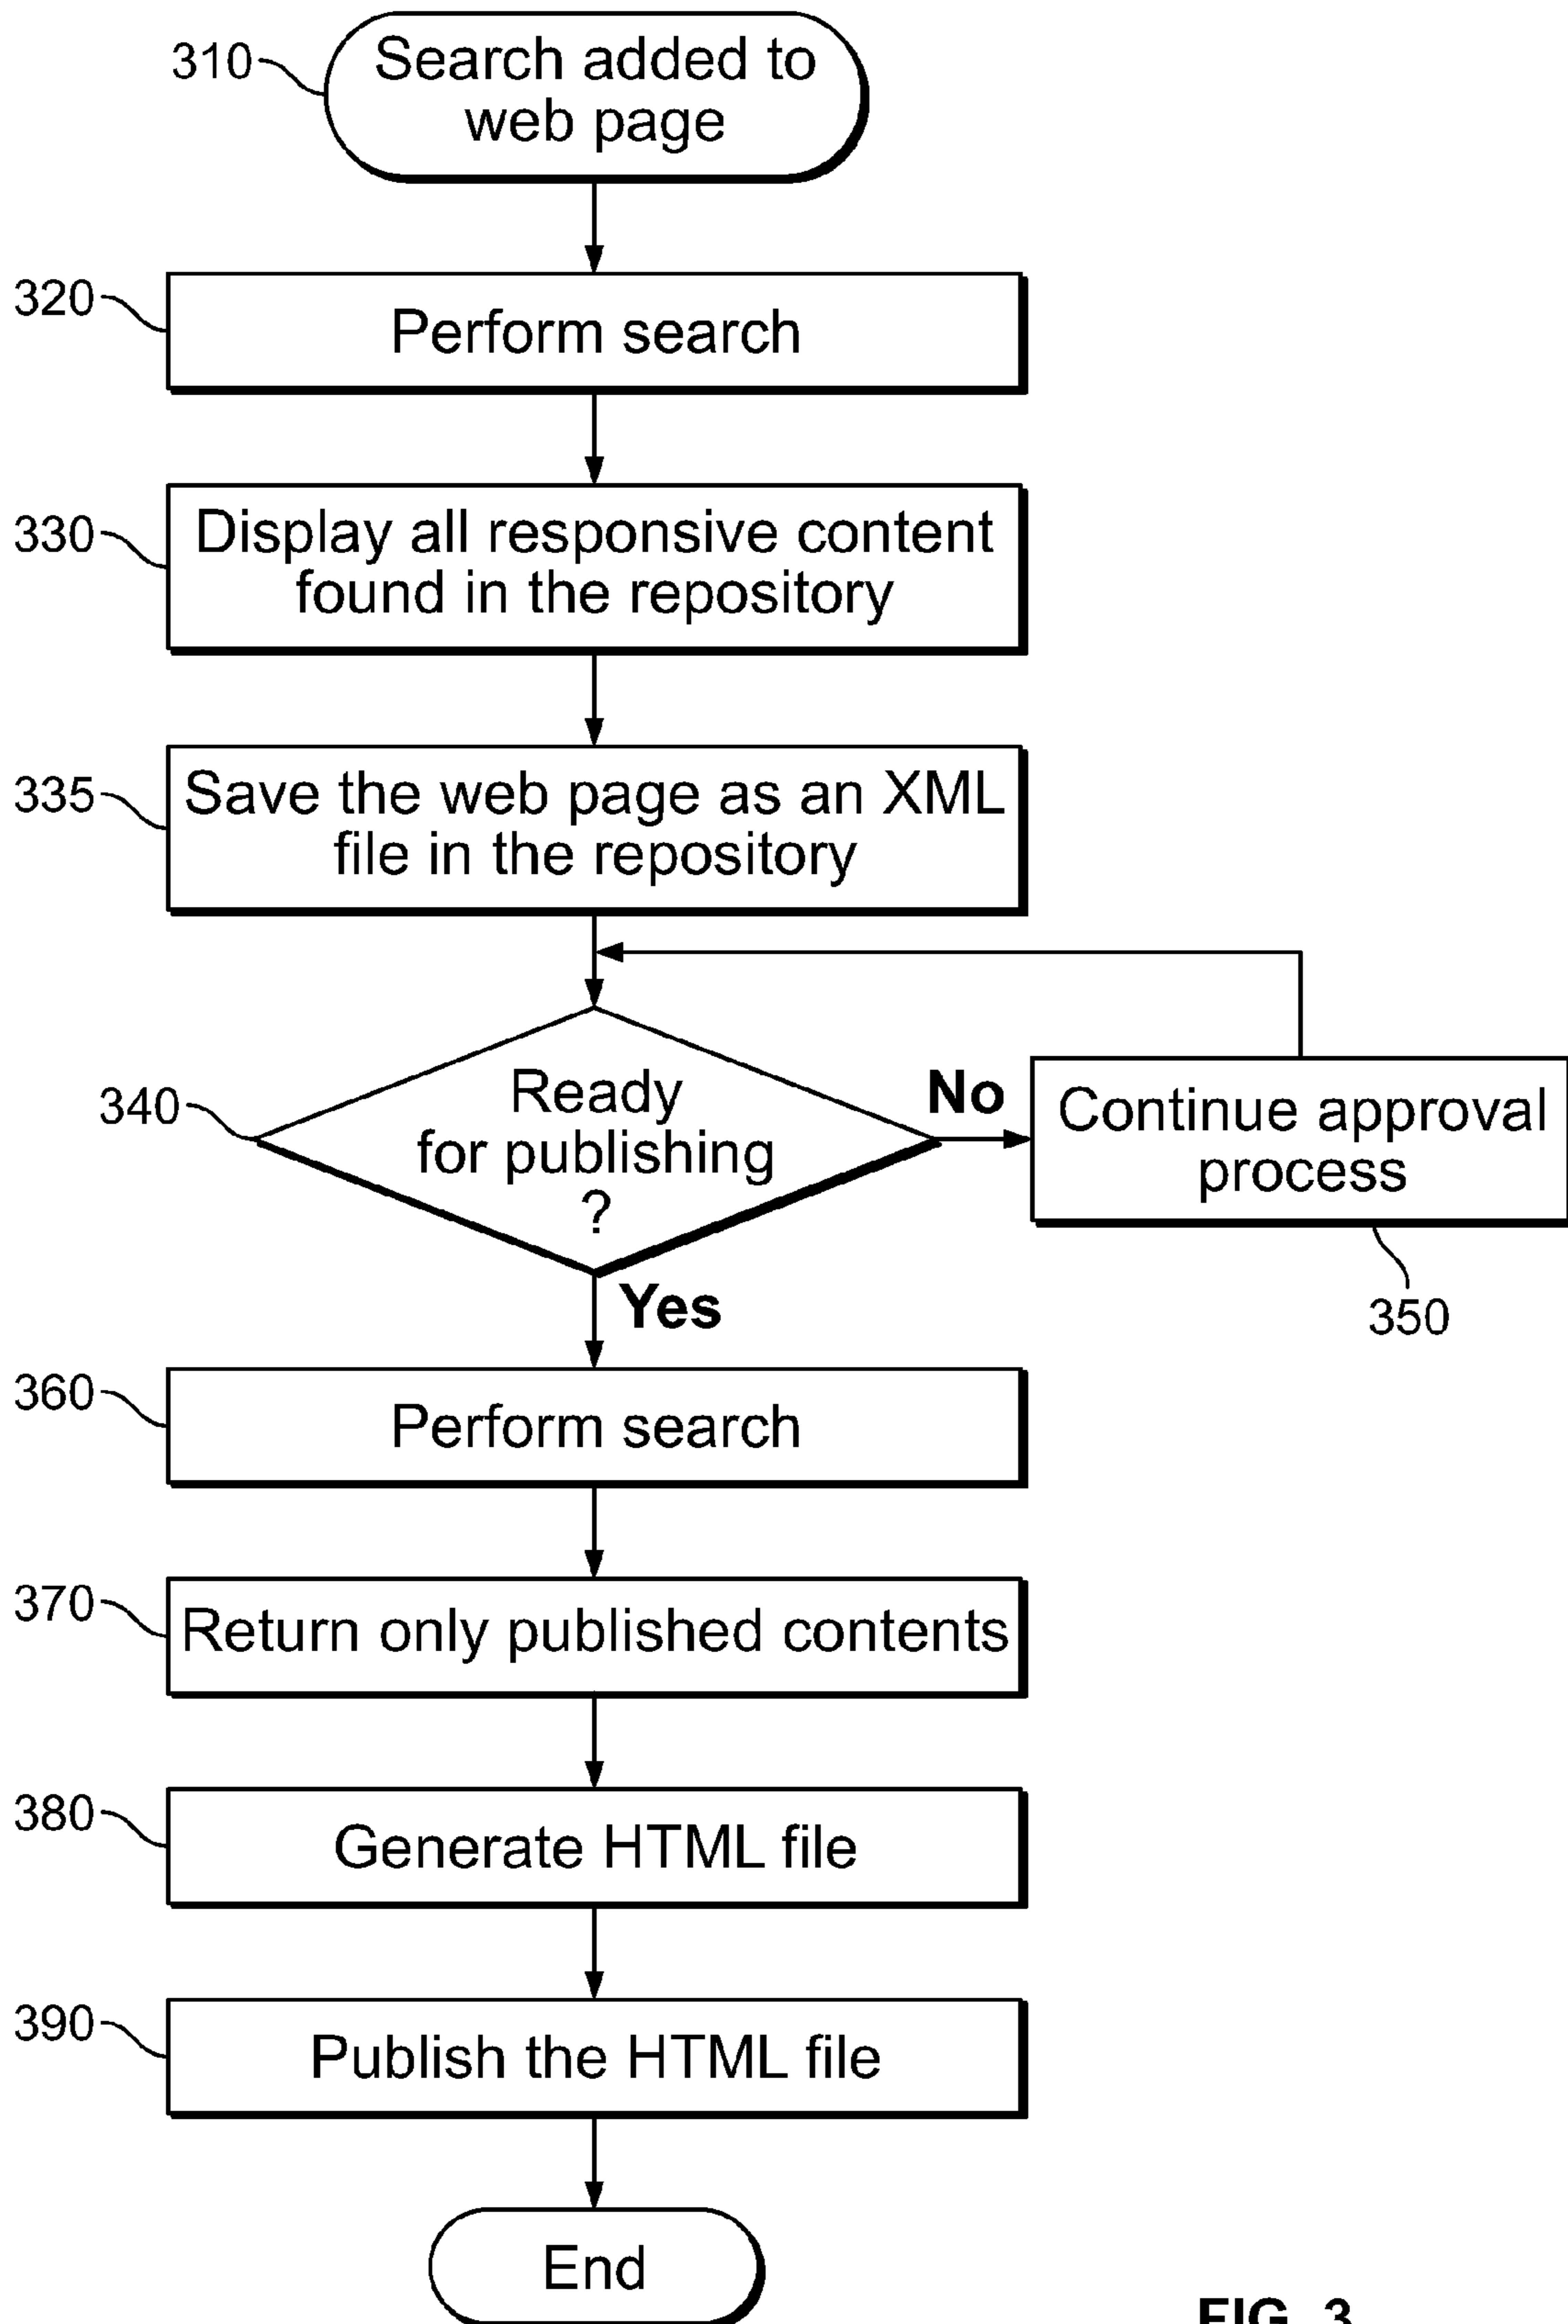 310
Search added to
web page
320
Perform search
330
Display all responsive content
found in the repository
335
Save the web page as an XML
file in the repository
340
Ready
for publishing
?
No
Continue approval
process
350
Yes
360
Perform search
370
Return only published contents
380
Generate HTML file
390
Publish the HTML file
End
FIG. 3